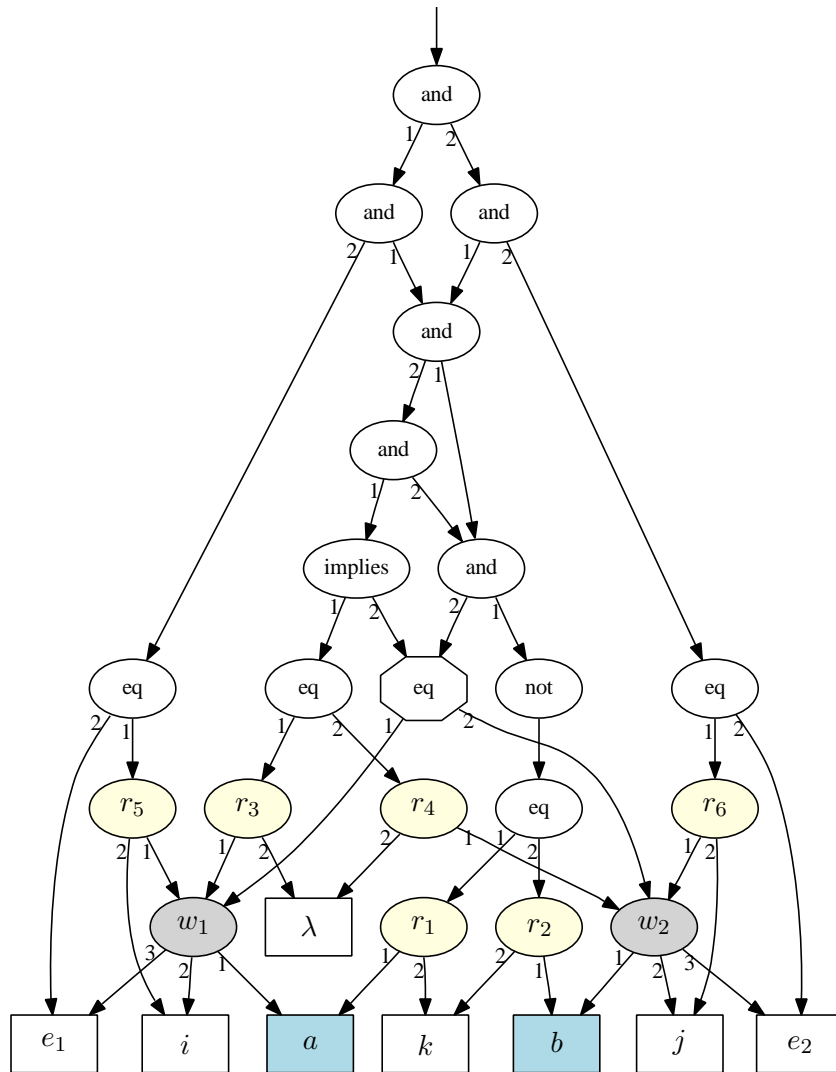 and
1 2
and and
2 1 1 2
and
2 1
and
1 2
implies and
1 2 2 1
eq eq eq not eq
2 1 1 2 1 2 1 2
r₅ r₃ r₄ eq r₆
2 1 1 2 2 1 1 2 1 2
w₁ λ r₁ r₂ w₂
3 2 1 1 2 2 1 1 2 3
e₁ i a k b j e₂